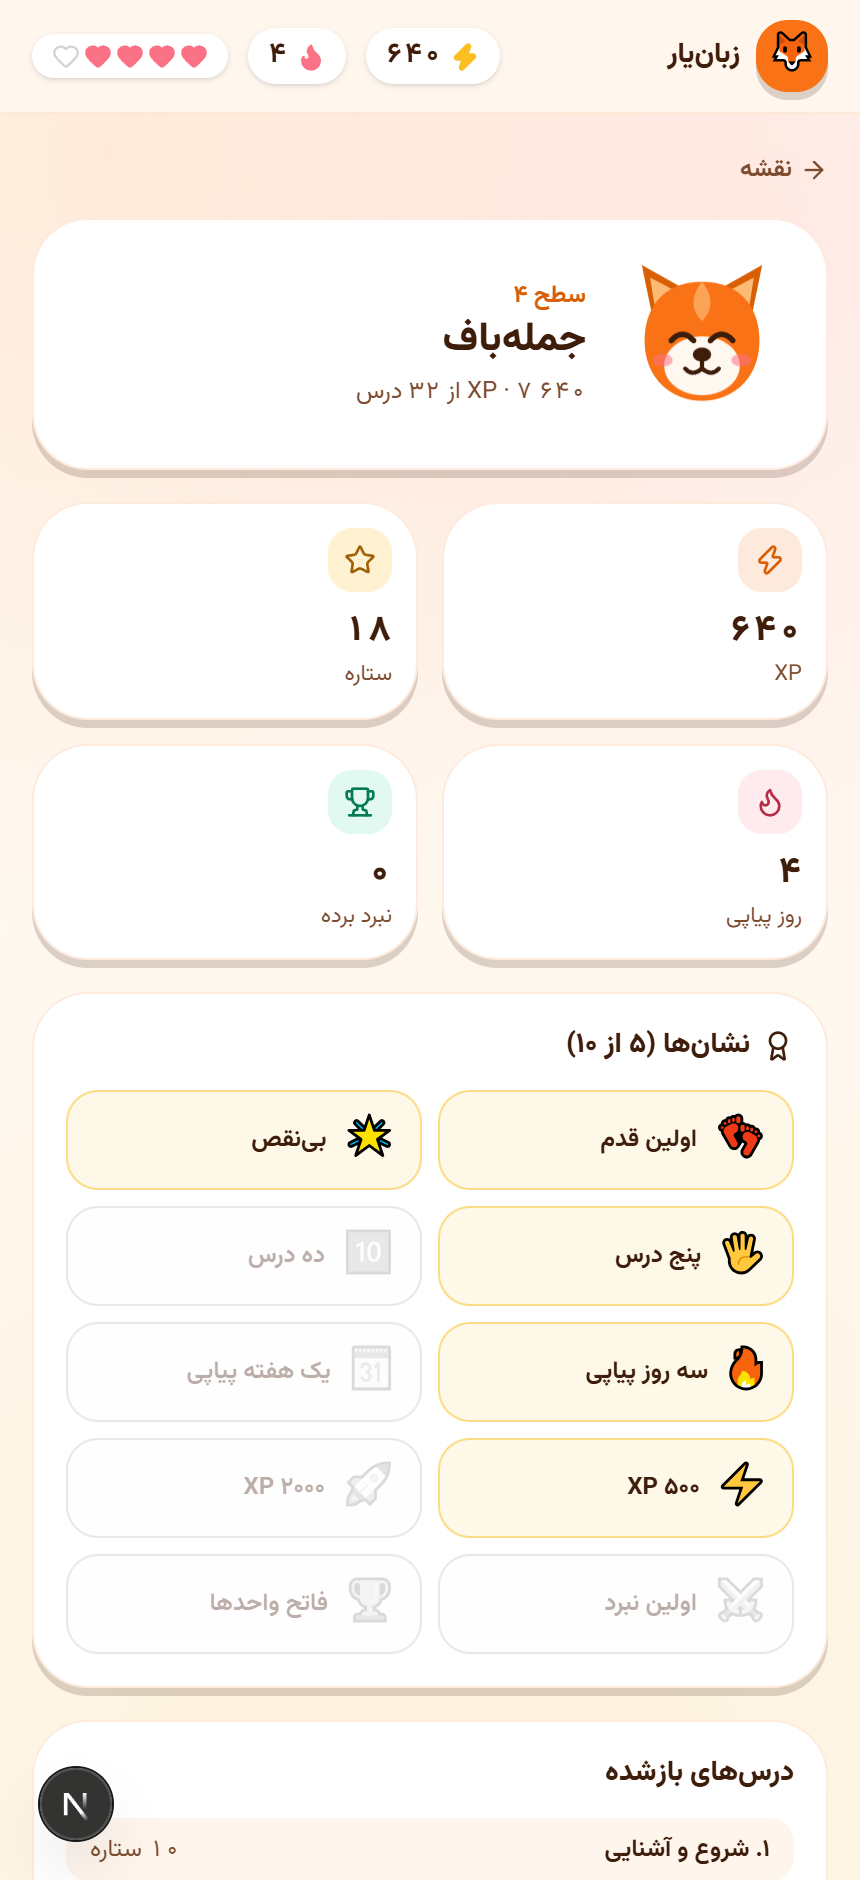 زبان‌یار
۶۴۰
۴
نقشه
سطح ۴
جمله‌باف
۶۴۰ XP · ۷ از ۳۲ درس
۶۴۰
XP
۱۸
ستاره
۴
روز پیاپی
۰
نبرد برده
نشان‌ها (۵ از ۱۰)
اولین قدم
بی‌نقص
پنج درس
10
ده درس
سه روز پیاپی
31
یک هفته پیاپی
۵۰۰ XP
۲۰۰۰ XP
اولین نبرد
فاتح واحدها
درس‌های بازشده
۱. شروع و آشنایی
۱۰ ستاره
N